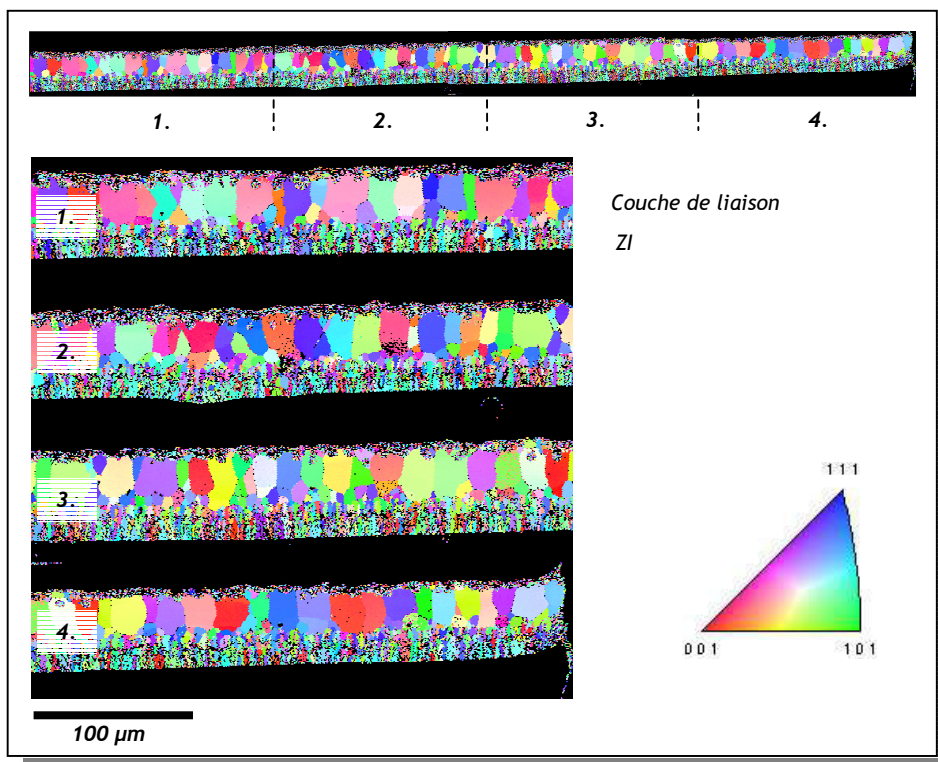 1. 2. 3. 4.
1.
Couche de liaison
ZI
2.
3.
111
4.
001 101
100 µm